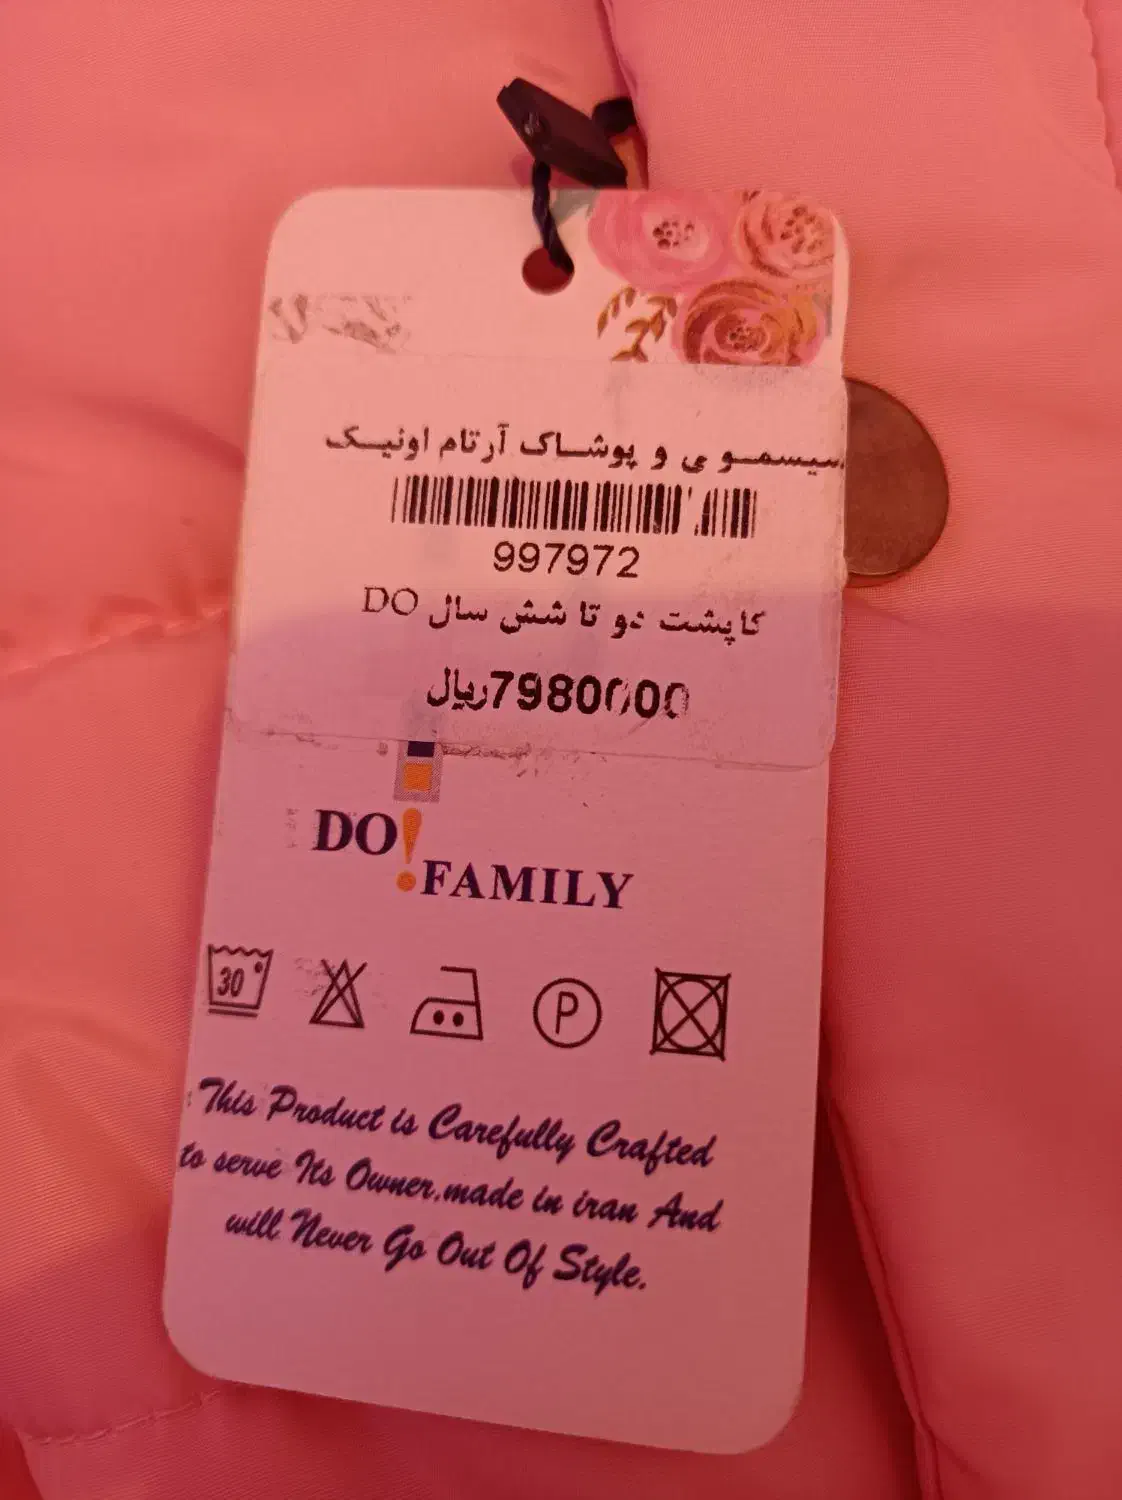 سیسمونی و پوشاک آرتام اونیک
997972
کاپشت دو تا شش سال DO
7980000ریال
DO!
FAMILY
30
P
This Product is Carefully Crafted
to serve Its Owner.made in iran And
will Never Go Out Of Style.